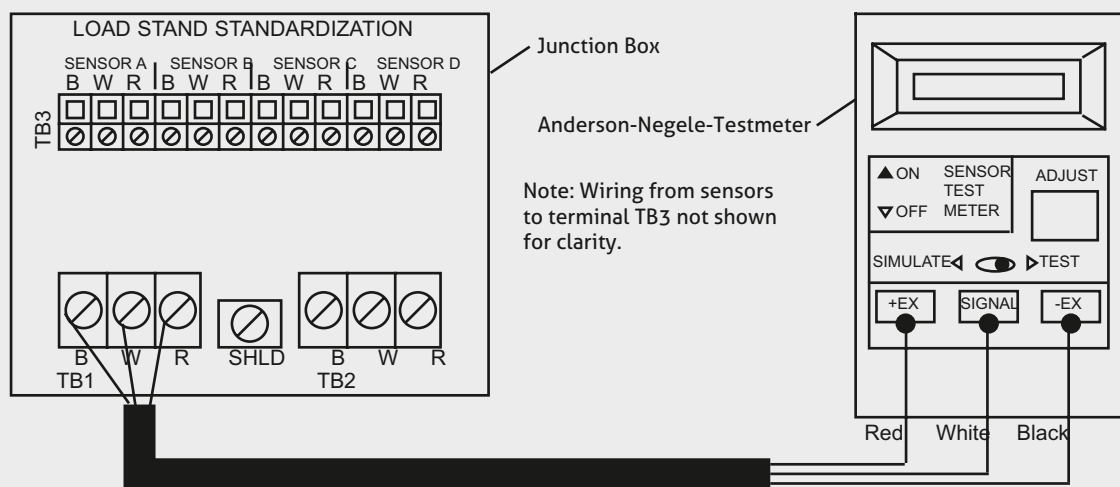 LOAD STAND STANDARDIZATION
SENSOR A SENSOR B SENSOR C SENSOR D
B W R B W R B W R B W R
TB3
B W R SHLD B W R
TB1 TB2
Junction Box
Anderson-Negele-Testmeter
Note: Wiring from sensors
to terminal TB3 not shown
for clarity.
ON SENSOR ADJUST
TEST
OFF METER
SIMULATE TEST
+EX SIGNAL -EX
Red White Black